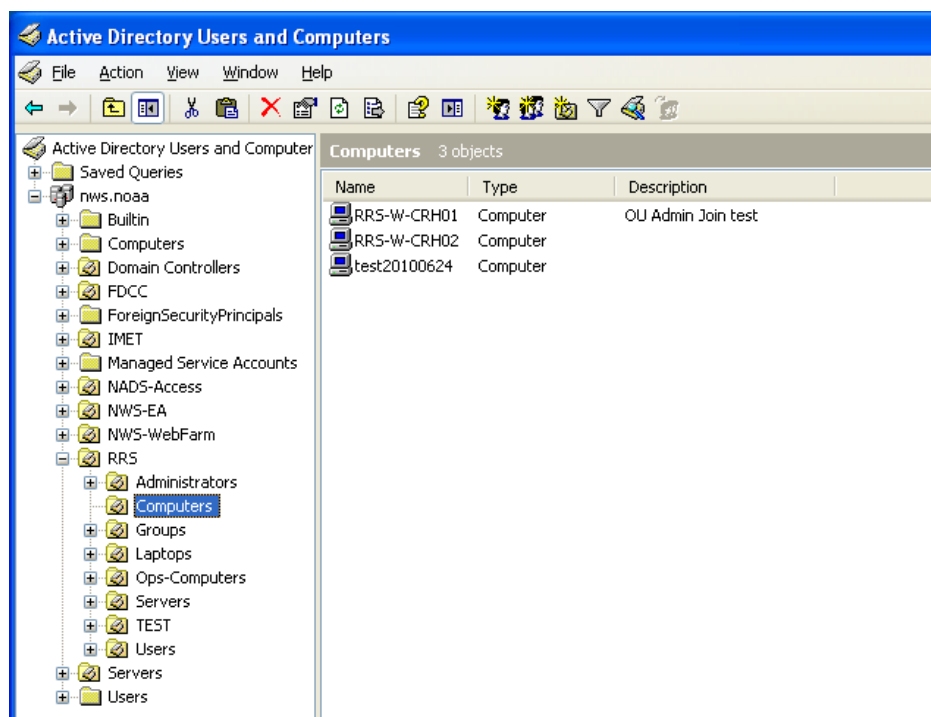 Active Directory Users and Computers
File Action View Window Help
Active Directory Users and Computer
Saved Queries
nws.noaa
Builtin
Computers
Domain Controllers
FDCC
ForeignSecurityPrincipals
IMET
Managed Service Accounts
NADS-Access
NWS-EA
NWS-WebFarm
RRS
Administrators
Computers
Groups
Laptops
Ops-Computers
Servers
TEST
Users
Servers
Users
Computers 3 objects
Name Type Description
RRS-W-CRH01 Computer OU Admin Join test
RRS-W-CRH02 Computer
test20100624 Computer